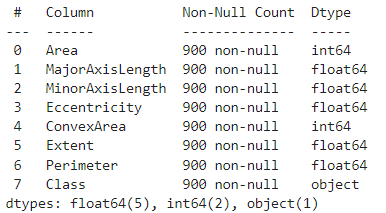 #   Column           Non-Null Count  Dtype
---  ------           --------------  -----
 0   Area             900 non-null    int64
 1   MajorAxisLength  900 non-null    float64
 2   MinorAxisLength  900 non-null    float64
 3   Eccentricity     900 non-null    float64
 4   ConvexArea       900 non-null    int64
 5   Extent           900 non-null    float64
 6   Perimeter        900 non-null    float64
 7   Class            900 non-null    object
dtypes: float64(5), int64(2), object(1)